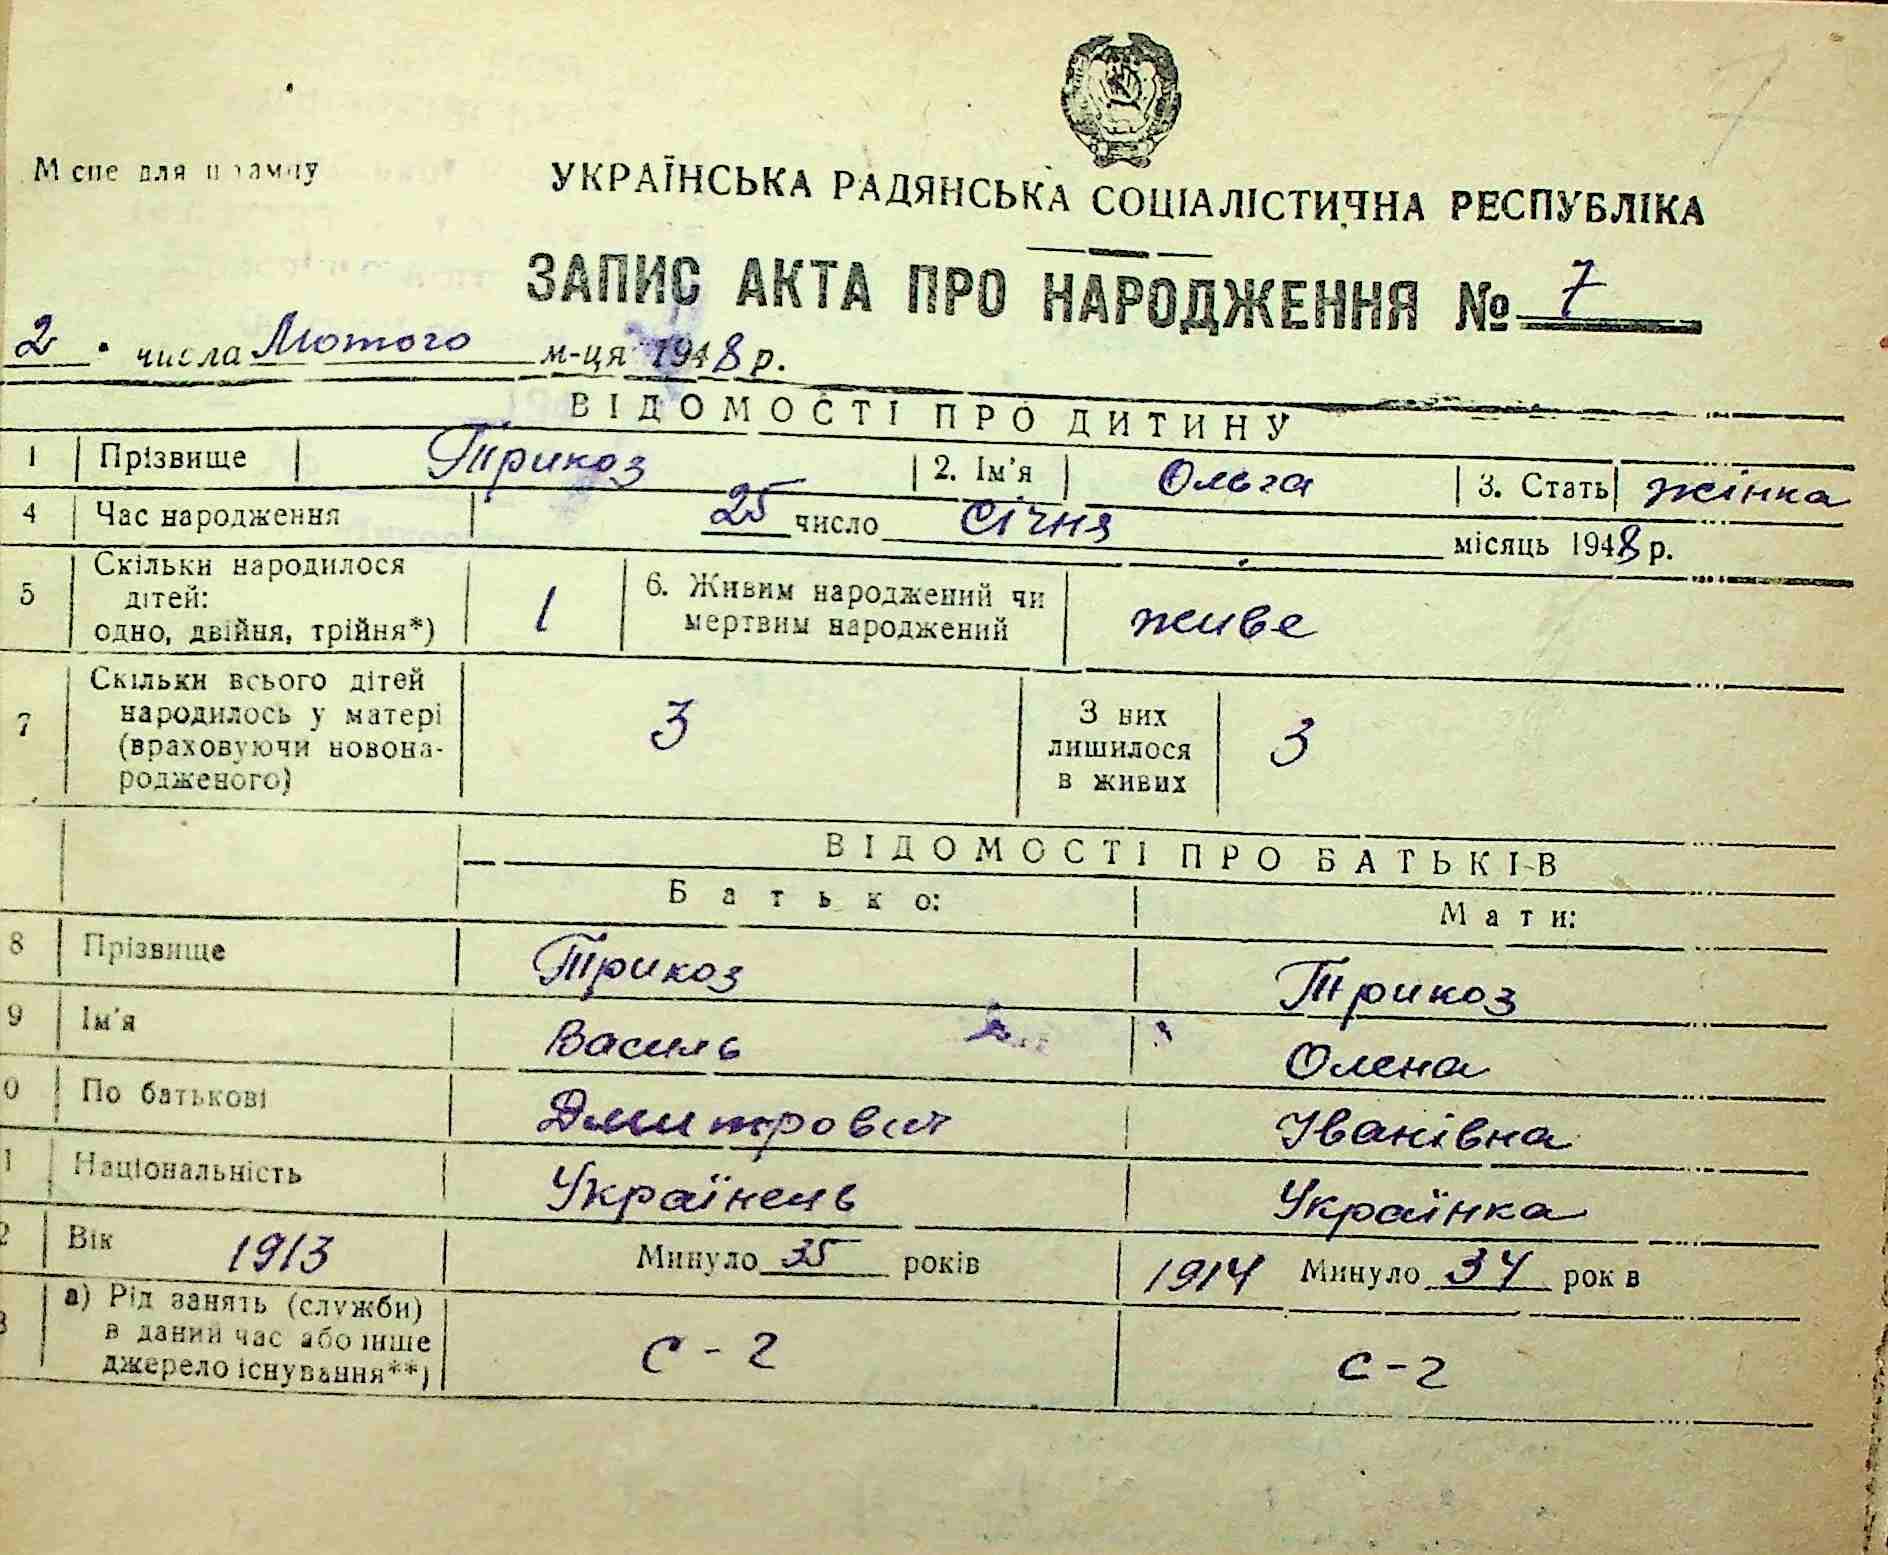 Місце для штампу
УКРАЇНСЬКА РАДЯНСЬКА СОЦІАЛІСТИЧНА РЕСПУБЛІКА
ЗАПИС АКТА ПРО НАРОДЖЕННЯ № 7
2 числа Лютого м-ця 1948 р.
ВІДОМОСТІ ПРО ДИТИНУ
1 Прізвище Трикоз 2. Ім'я Ольга 3. Стать жінка
4 Час народження 25 число Січня місяць 1948 р.
5 Скільки народилося дітей: одно, двійня, трійня*) 1 6. Живим народжений чи мертвим народжений живе
7 Скільки всього дітей народилось у матері (враховуючи новонародженого) 3 З них лишилося в живих 3
ВІДОМОСТІ ПРО БАТЬКІВ
Батько: Мати:
8 Прізвище Трикоз Трикоз
9 Ім'я Василь Олена
0 По батькові Дмитрович Іванівна
1 Національність Українець Українка
2 Вік 1913 Минуло 35 років 1914 Минуло 34 рок в
3 а) Рід занять (служби) в даний час або інше джерело існування**) с-г с-г